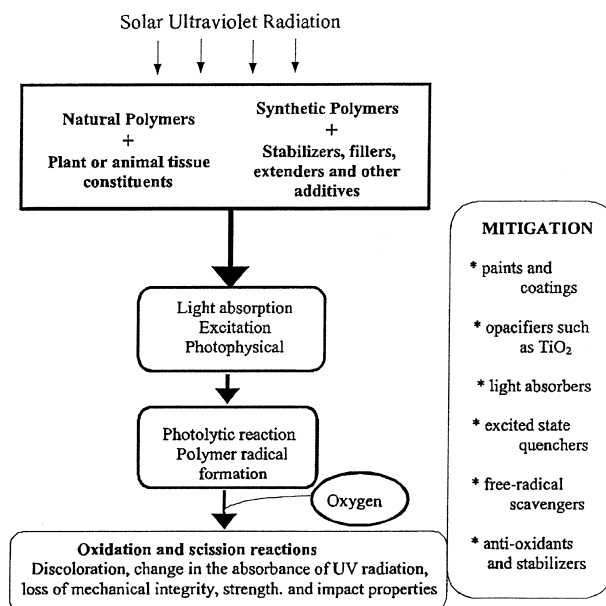 Solar Ultraviolet Radiation
Natural Polymers
+
Plant or animal tissue
constituents
Synthetic Polymers
+
Stabilizers, fillers,
extenders and other
additives
Light absorption
Excitation
Photophysical
Photolytic reaction
Polymer radical
formation
Oxygen
Oxidation and scission reactions
Discoloration, change in the absorbance of UV radiation,
loss of mechanical integrity, strength. and impact properties
MITIGATION
* paints and
coatings
* opacifiers such
as TiO₂
* light absorbers
* excited state
quenchers
* free-radical
scavengers
* anti-oxidants
and stabilizers